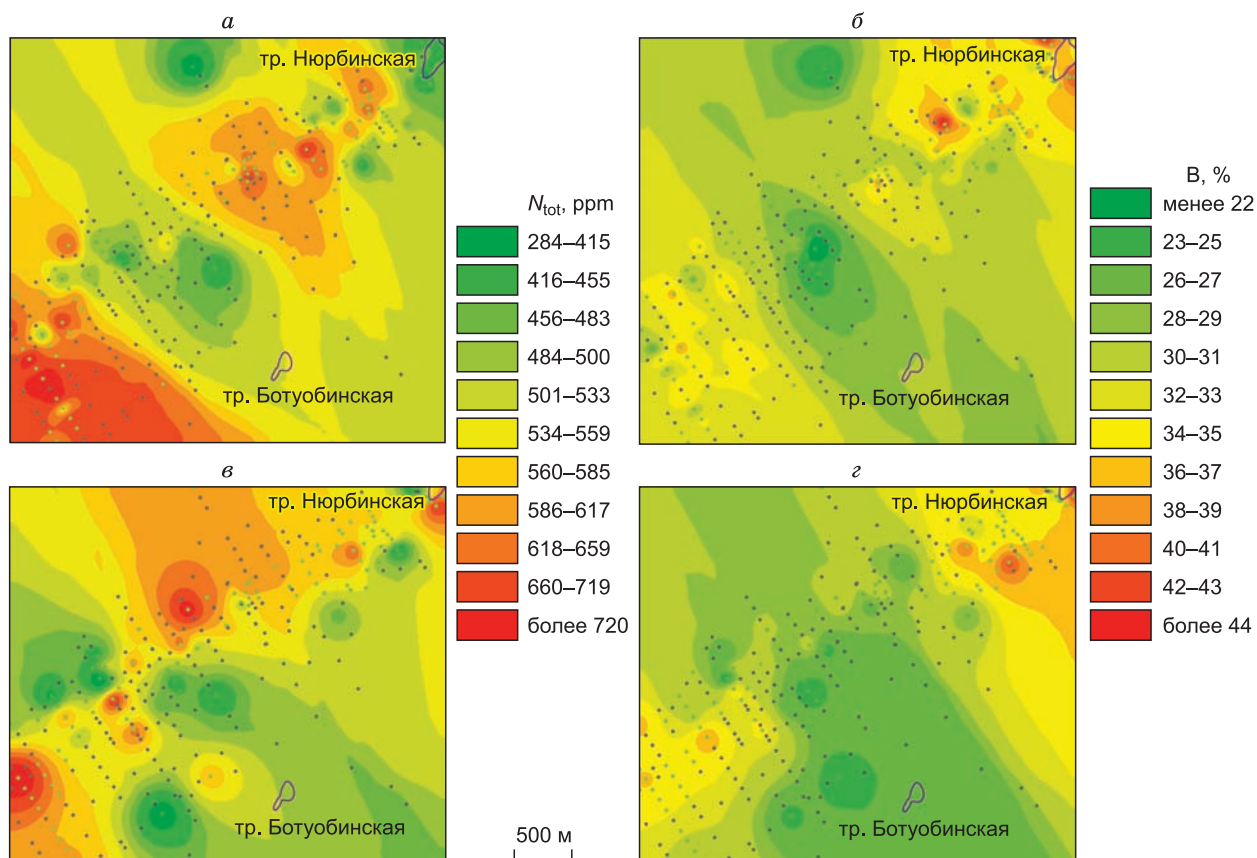 а
тр. Нюрбинская
тр. Ботуобинская
N_tot, ppm
284–415
416–455
456–483
484–500
501–533
534–559
560–585
586–617
618–659
660–719
более 720
б
тр. Нюрбинская
тр. Ботуобинская
B, %
менее 22
23–25
26–27
28–29
30–31
32–33
34–35
36–37
38–39
40–41
42–43
более 44
в
тр. Нюрбинская
тр. Ботуобинская
500 м
г
тр. Нюрбинская
тр. Ботуобинская